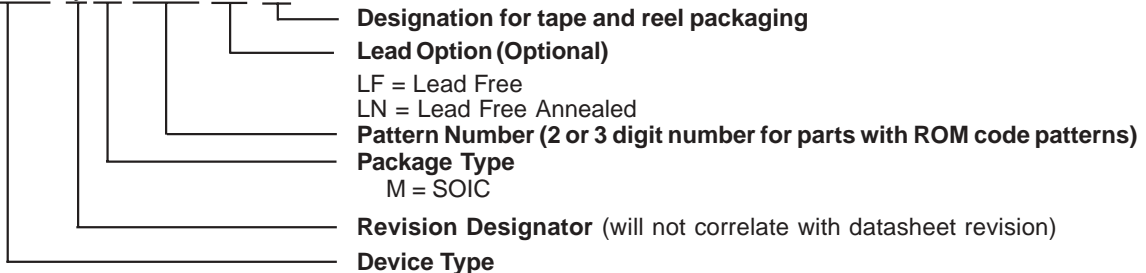 Designation for tape and reel packaging
Lead Option (Optional)
LF = Lead Free
LN = Lead Free Annealed
Pattern Number (2 or 3 digit number for parts with ROM code patterns)
Package Type
M = SOIC
Revision Designator (will not correlate with datasheet revision)
Device Type